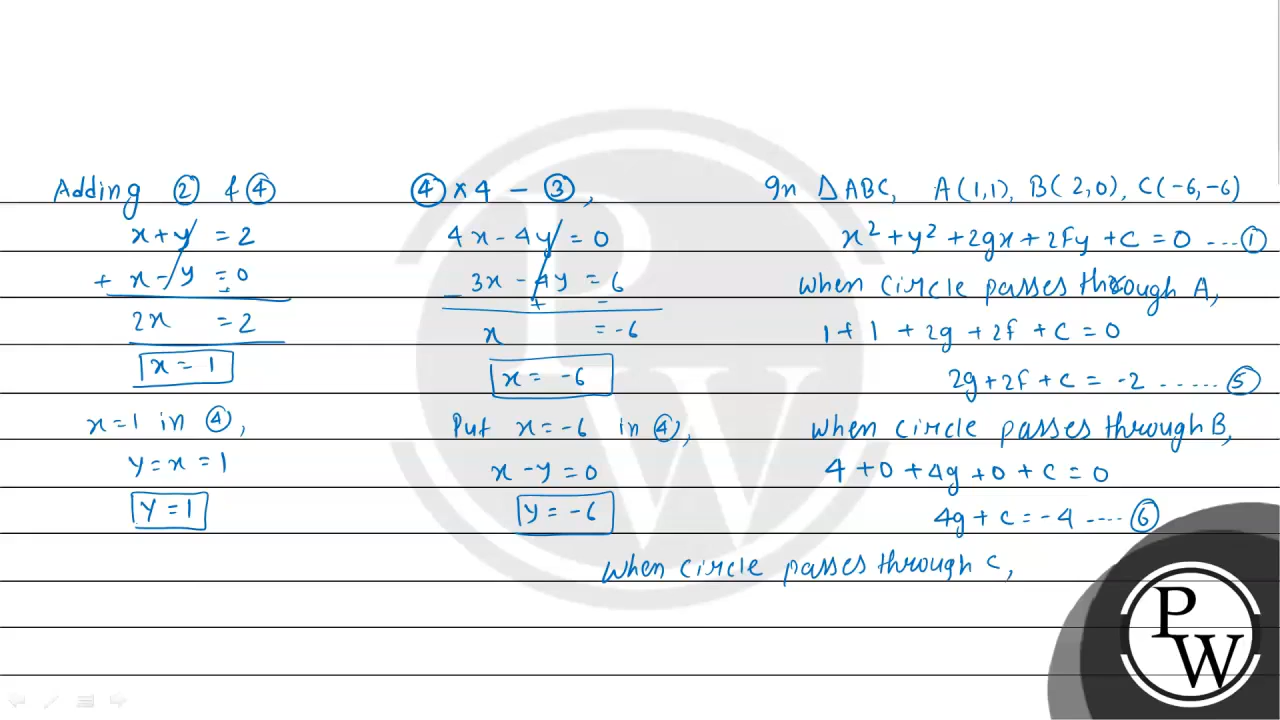 Adding ② & ④
x + y = 2
+ x - y = 0
2x = 2
x = 1
x = 1 in ④,
y = x = 1
y = 1
④ × 4 - ③,
4x - 4y = 0
- 3x - 4y = 6
+ -
x = -6
x = -6
Put x = -6 in ④,
x - y = 0
y = -6
In △ABC, A(1,1), B(2,0), C(-6,-6)
x² + y² + 2gx + 2fy + c = 0 ...①
When circle passes through A,
1 + 1 + 2g + 2f + c = 0
2g + 2f + c = -2 ......⑤
When circle passes through B,
4 + 0 + 4g + 0 + c = 0
4g + c = -4 ....⑥
When circle passes through C,
P
W